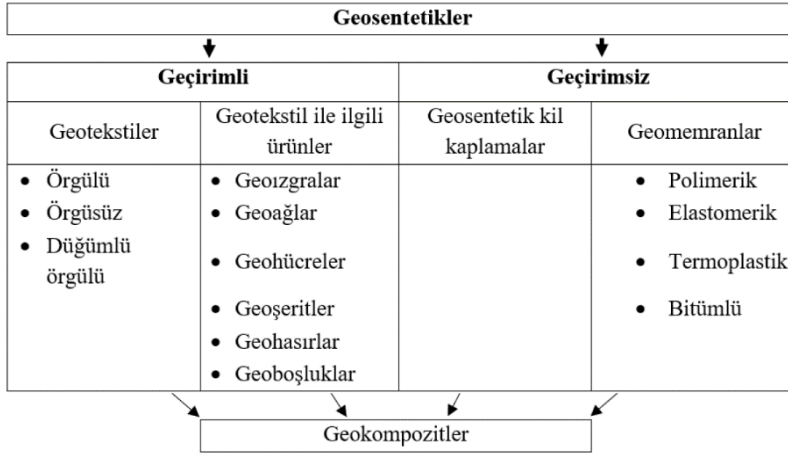 Geosentetikler
Geçirimli
Geçirimsiz
Geotekstiler
Geotekstil ile ilgili
ürünler
Geosentetik kil
kaplamalar
Geomemranlar
• Örgülü
• Örgüsüz
• Düğümlü
örgülü
• Geoızgralar
• Geoağlar
• Geohücreler
• Geoşeritler
• Geohasırlar
• Geoboşluklar
• Polimerik
• Elastomerik
• Termoplastik
• Bitümlü
Geokompozitler